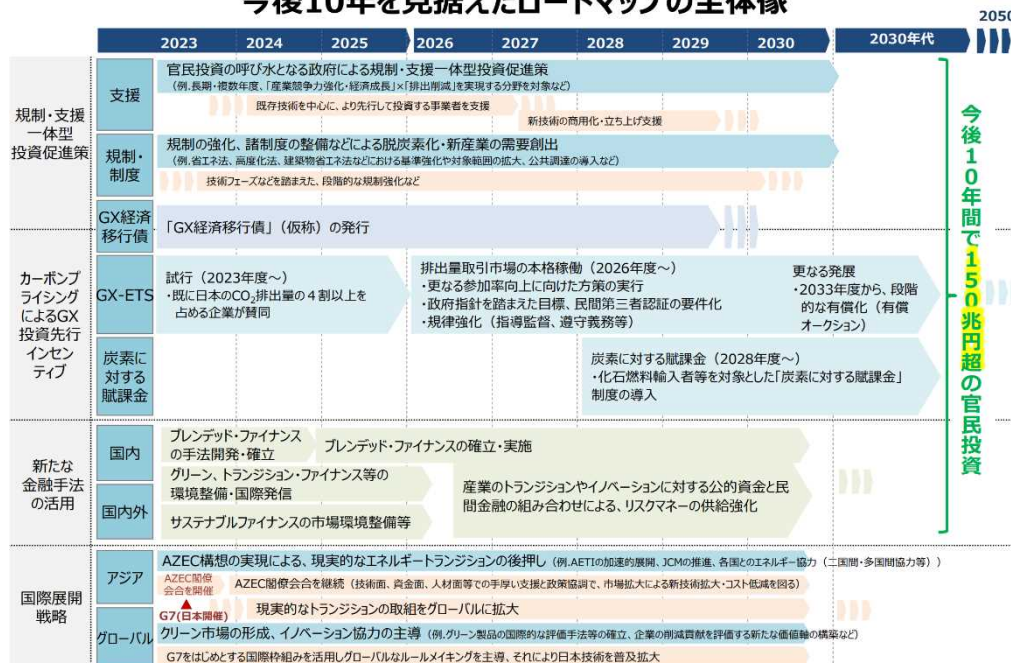 今後10年を見据えたロードマップの全体像
2050
2023
2024
2025
2026
2027
2028
2029
2030
2030年代
規制・支援
一体型
投資促進策
支援
官民投資の呼び水となる政府による規制・支援一体型投資促進策
(例.長期・複数年度、「産業競争力強化・経済成長」×「排出削減」を実現する分野を対象など)
既存技術を中心に、より先行して投資する事業者を支援
新技術の商用化・立ち上げ支援
規制・
制度
規制の強化、諸制度の整備などによる脱炭素化・新産業の需要創出
(例、省エネ法、高度化法、建築物省エネ法などにおける基準強化や対象範囲の拡大、公共調達の導入など)
技術フェーズなどを踏まえた、段階的な規制強化など
GX経済
移行債
「GX経済移行債」(仮称)の発行
カーボンプ
ライシング
によるGX
投資先行
インセン
ティブ
GX-ETS
試行(2023年度~)
・既に日本のCO₂排出量の4割以上を
占める企業が賛同
排出量取引市場の本格稼働(2026年度~)
・更なる参加率向上に向けた方策の実行
・政府指針を踏まえた目標、民間第三者認証の要件化
・規律強化(指導監督、遵守義務等)
更なる発展
・2033年度から、段階
的な有償化(有償
オークション)
炭素に
対する
賦課金
炭素に対する賦課金(2028年度~)
・化石燃料輸入者等を対象とした「炭素に対する賦課金」
制度の導入
新たな
金融手法
の活用
国内
ブレンデッド・ファイナンス
の手法開発・確立
ブレンデッド・ファイナンスの確立・実施
国内外
グリーン、トランジション・ファイナンス等の
環境整備・国際発信
サステナブルファイナンスの市場環境整備等
産業のトランジションやイノベーションに対する公的資金と民
間金融の組み合わせによる、リスクマネーの供給強化
国際展開
戦略
アジア
AZEC構想の実現による、現実的なエネルギートランジションの後押し (例.AETIの加速的展開、JCMの推進、各国とのエネルギー協力(二国間・多国間協力等))
AZEC閣僚
会合を開催
AZEC閣僚会合を継続(技術面、資金面、人材面等での手厚い支援と政策協調で、市場拡大による新技術拡大・コスト低減を図る)
G7(日本開催)
現実的なトランジションの取組をグローバルに拡大
グローバル
クリーン市場の形成、イノベーション協力の主導 (例.グリーン製品の国際的な評価手法等の確立、企業の削減貢献を評価する新たな価値軸の構築など)
G7をはじめとする国際枠組みを活用しグローバルなルールメイキングを主導、それにより日本技術を普及拡大
今後10年間で150兆円超の官民投資